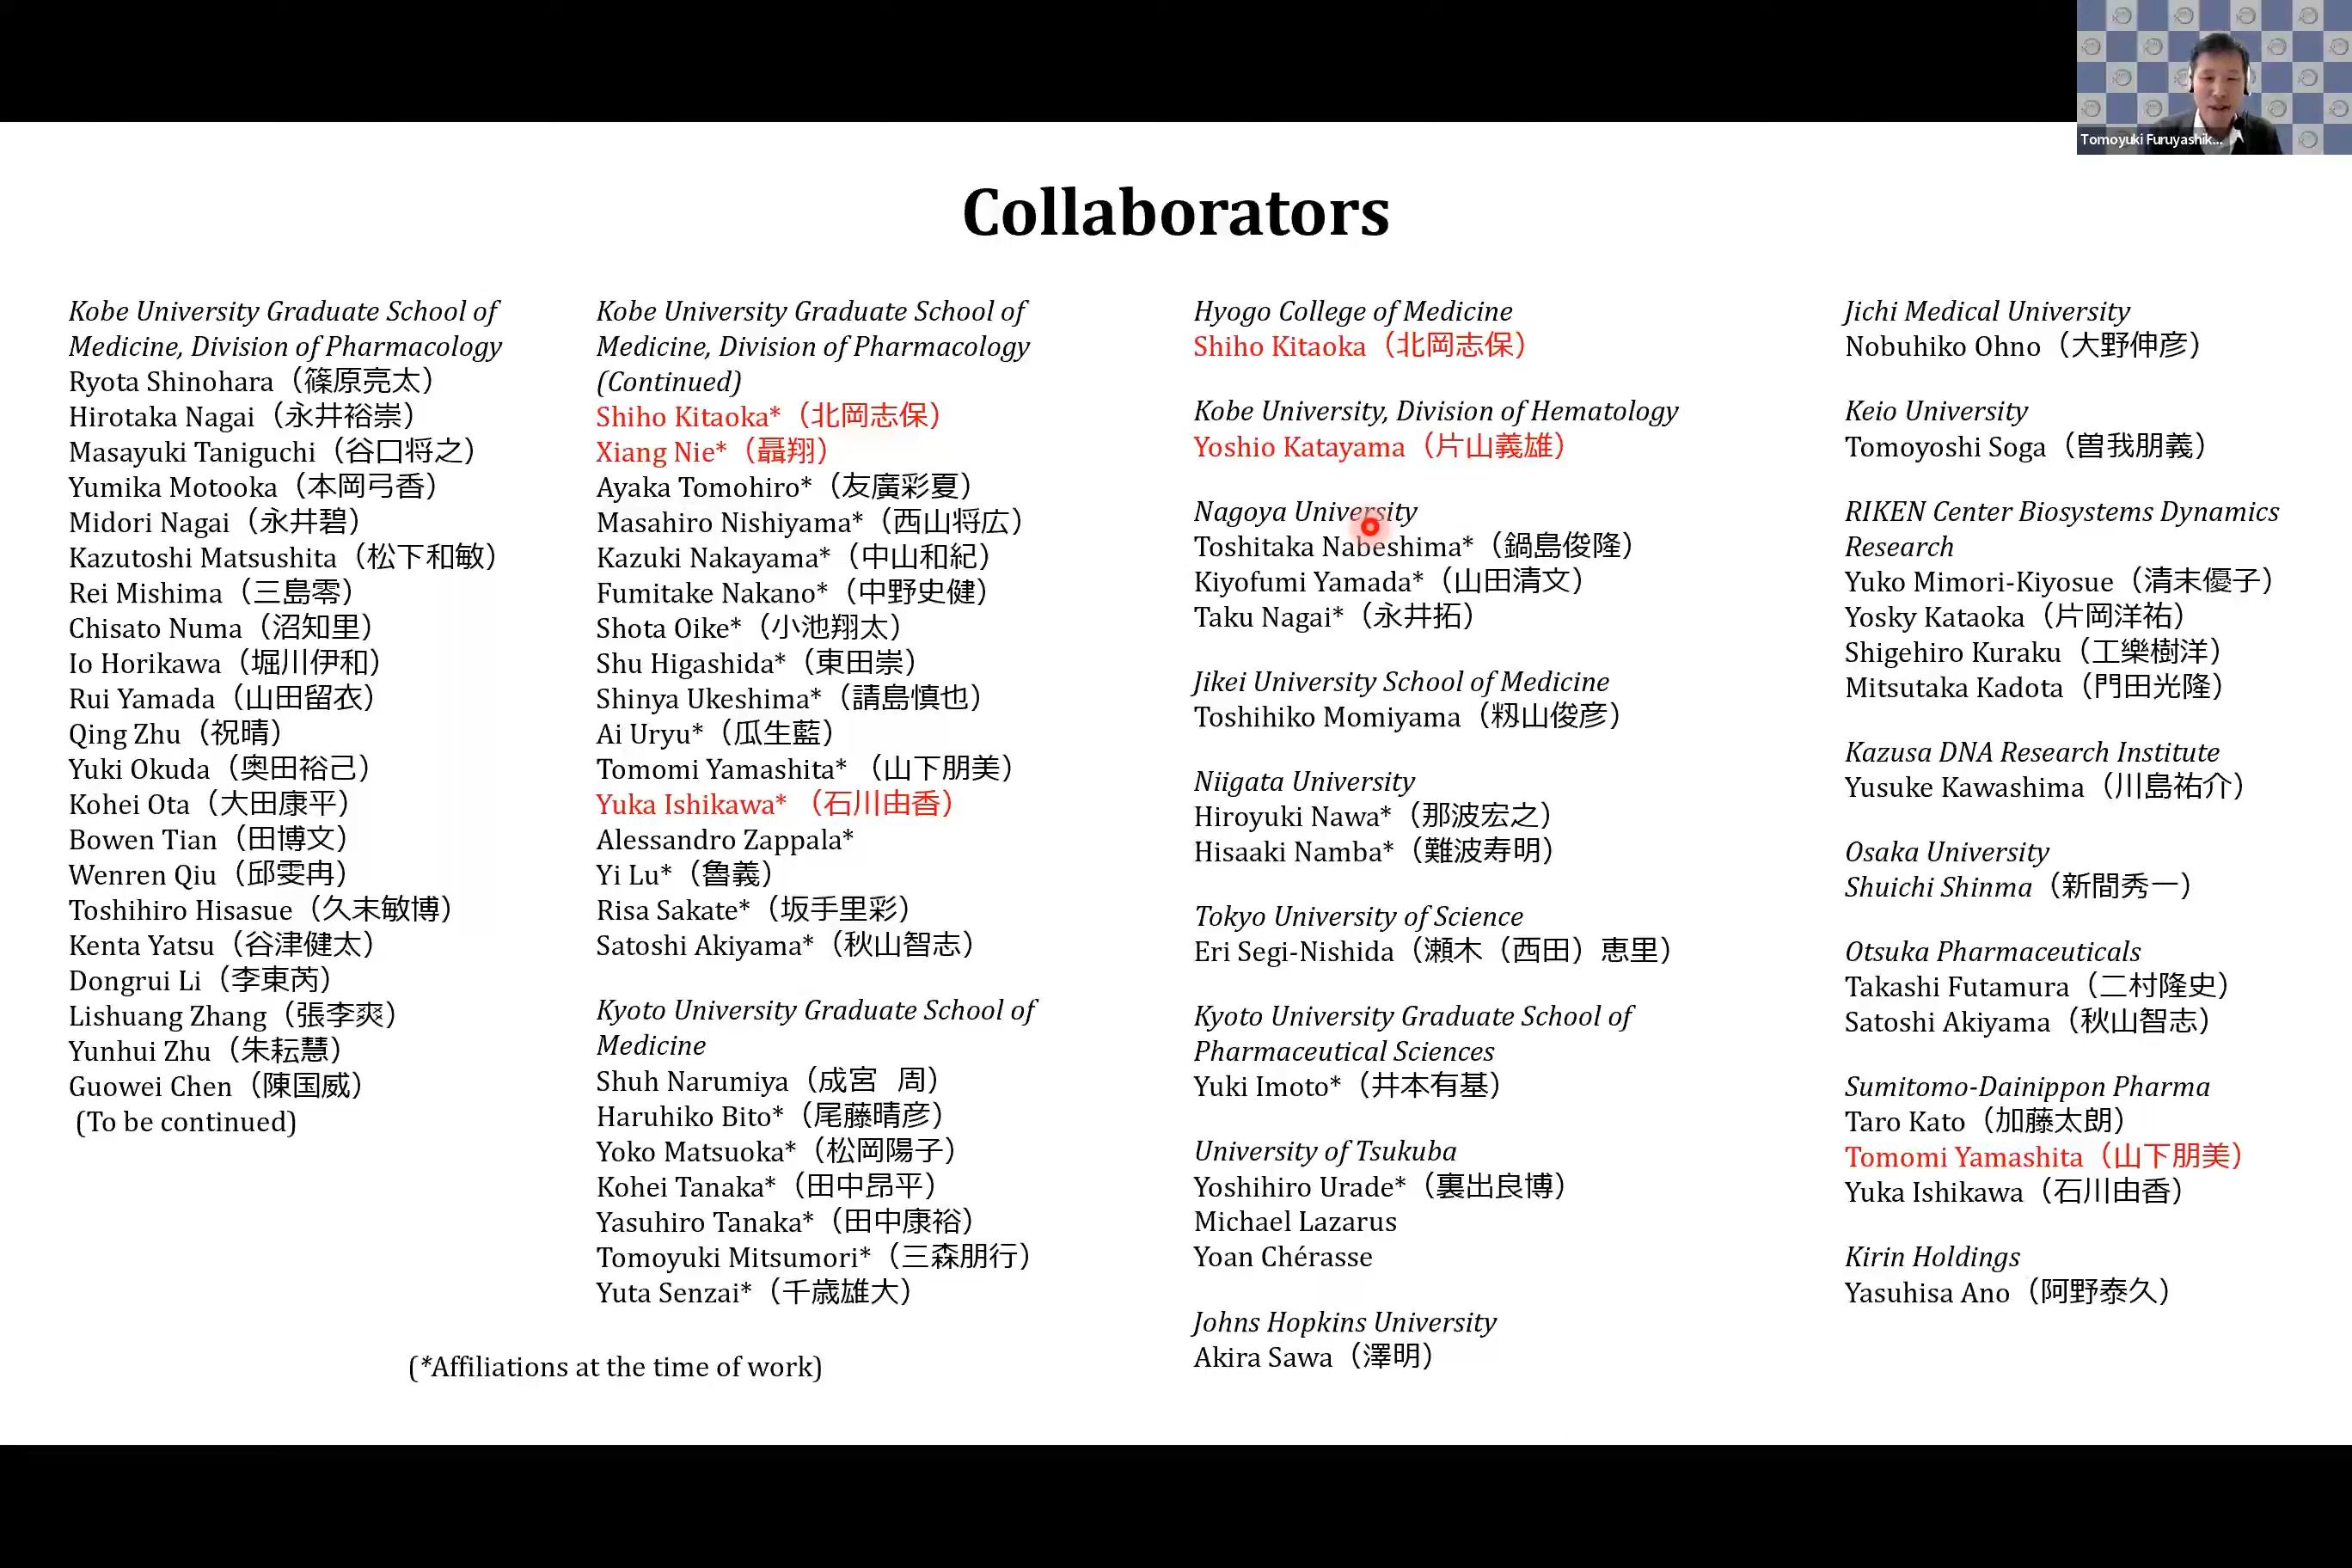 Tomoyuki Furuyashik...
Collaborators
Kobe University Graduate School of
Medicine, Division of Pharmacology
Ryota Shinohara（篠原亮太）
Hirotaka Nagai（永井裕崇）
Masayuki Taniguchi（谷口将之）
Yumika Motooka（本岡弓香）
Midori Nagai（永井碧）
Kazutoshi Matsushita（松下和敏）
Rei Mishima（三島零）
Chisato Numa（沼知里）
Io Horikawa（堀川伊和）
Rui Yamada（山田留衣）
Qing Zhu（祝晴）
Yuki Okuda（奥田裕己）
Kohei Ota（大田康平）
Bowen Tian（田博文）
Wenren Qiu（邱雯冉）
Toshihiro Hisasue（久末敏博）
Kenta Yatsu（谷津健太）
Dongrui Li（李東芮）
Lishuang Zhang（張李爽）
Yunhui Zhu（朱耘慧）
Guowei Chen（陳国威）
(To be continued)
Kobe University Graduate School of
Medicine, Division of Pharmacology
(Continued)
Shiho Kitaoka*（北岡志保）
Xiang Nie*（聶翔）
Ayaka Tomohiro*（友廣彩夏）
Masahiro Nishiyama*（西山将広）
Kazuki Nakayama*（中山和紀）
Fumitake Nakano*（中野史健）
Shota Oike*（小池翔太）
Shu Higashida*（東田崇）
Shinya Ukeshima*（請島慎也）
Ai Uryu*（瓜生藍）
Tomomi Yamashita*（山下朋美）
Yuka Ishikawa*（石川由香）
Alessandro Zappala*
Yi Lu*（魯義）
Risa Sakate*（坂手里彩）
Satoshi Akiyama*（秋山智志）
Kyoto University Graduate School of
Medicine
Shuh Narumiya（成宮 周）
Haruhiko Bito*（尾藤晴彦）
Yoko Matsuoka*（松岡陽子）
Kohei Tanaka*（田中昂平）
Yasuhiro Tanaka*（田中康裕）
Tomoyuki Mitsumori*（三森朋行）
Yuta Senzai*（千歳雄大）
(*Affiliations at the time of work)
Hyogo College of Medicine
Shiho Kitaoka（北岡志保）
Kobe University, Division of Hematology
Yoshio Katayama（片山義雄）
Nagoya University
Toshitaka Nabeshima*（鍋島俊隆）
Kiyofumi Yamada*（山田清文）
Taku Nagai*（永井拓）
Jikei University School of Medicine
Toshihiko Momiyama（籾山俊彦）
Niigata University
Hiroyuki Nawa*（那波宏之）
Hisaaki Namba*（難波寿明）
Tokyo University of Science
Eri Segi-Nishida（瀬木（西田）恵里）
Kyoto University Graduate School of
Pharmaceutical Sciences
Yuki Imoto*（井本有基）
University of Tsukuba
Yoshihiro Urade*（裏出良博）
Michael Lazarus
Yoan Chérasse
Johns Hopkins University
Akira Sawa（澤明）
Jichi Medical University
Nobuhiko Ohno（大野伸彦）
Keio University
Tomoyoshi Soga（曽我朋義）
RIKEN Center Biosystems Dynamics
Research
Yuko Mimori-Kiyosue（清末優子）
Yosky Kataoka（片岡洋祐）
Shigehiro Kuraku（工樂樹洋）
Mitsutaka Kadota（門田光隆）
Kazusa DNA Research Institute
Yusuke Kawashima（川島祐介）
Osaka University
Shuichi Shinma（新間秀一）
Otsuka Pharmaceuticals
Takashi Futamura（二村隆史）
Satoshi Akiyama（秋山智志）
Sumitomo-Dainippon Pharma
Taro Kato（加藤太朗）
Tomomi Yamashita（山下朋美）
Yuka Ishikawa（石川由香）
Kirin Holdings
Yasuhisa Ano（阿野泰久）